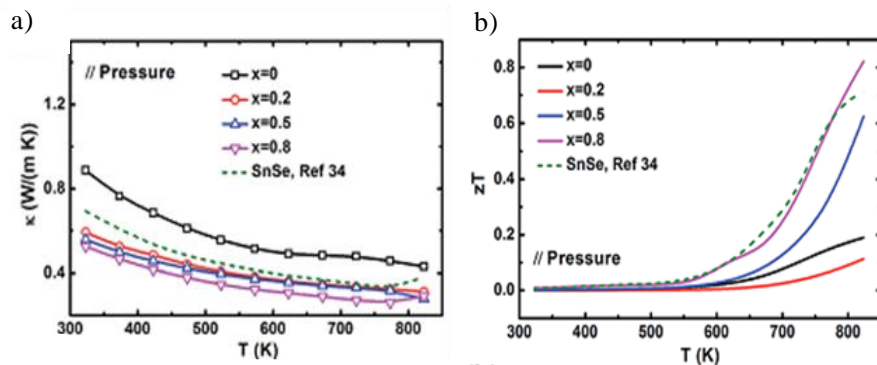 a)
κ (W/(m K))
1.2
0.8
0.4
// Pressure
x=0
x=0.2
x=0.5
x=0.8
SnSe, Ref 34
300 400 500 600 700 800
T (K)
b)
zT
0.8
0.6
0.4
0.2
0.0
x=0
x=0.2
x=0.5
x=0.8
SnSe, Ref 34
// Pressure
300 400 500 600 700 800
T (K)